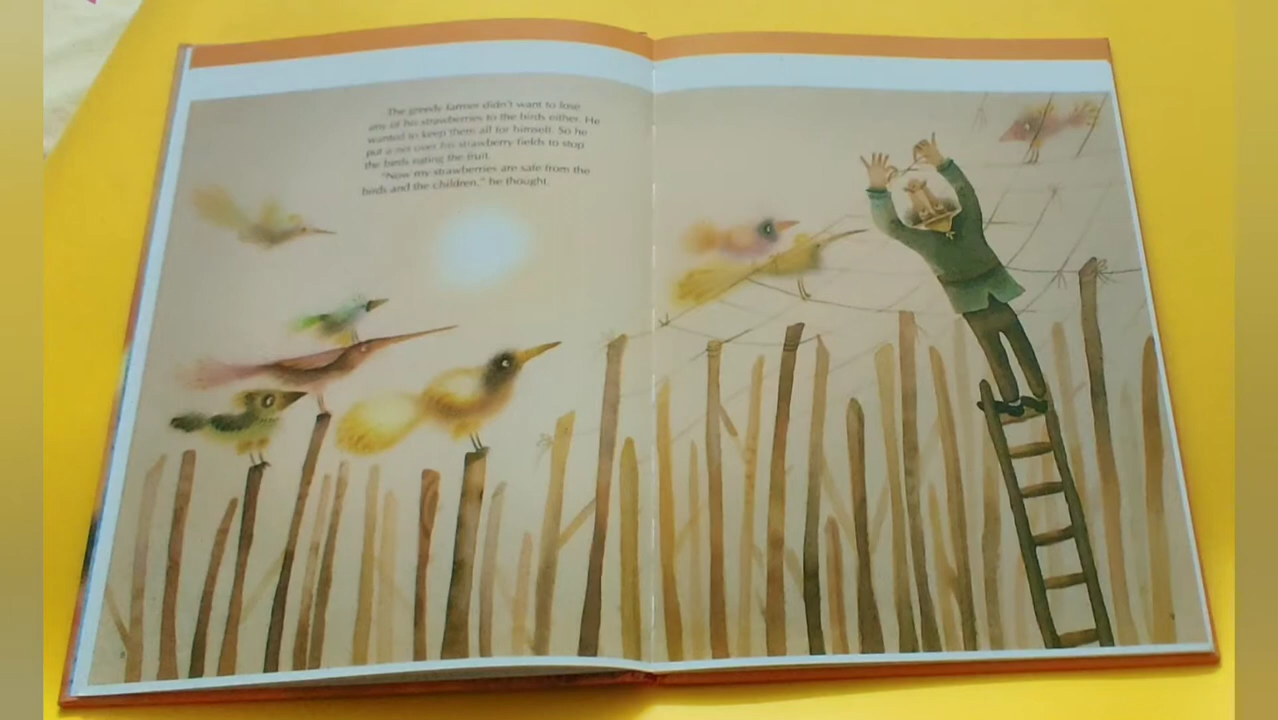 The greedy farmer didn't want to lose
any of his strawberries to the birds either. He
wanted to keep them all for himself. So he
put a net over his strawberry fields to stop
the birds eating the fruit.
"Now my strawberries are safe from the
birds and the children," he thought.
8